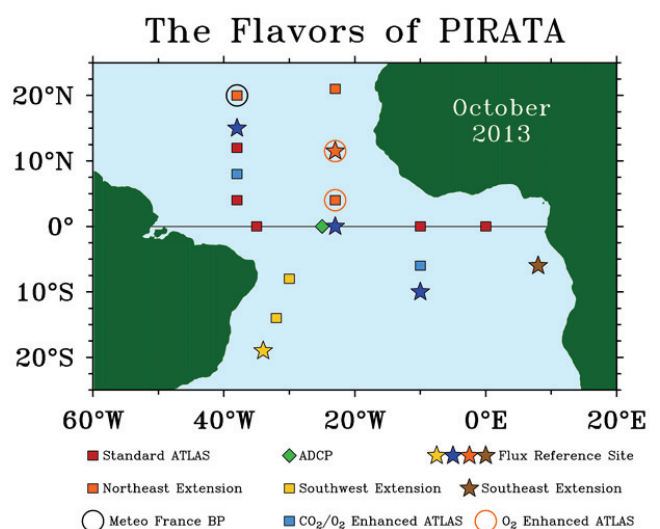 The Flavors of PIRATA
October
2013
20°N
10°N
0°
10°S
20°S
60°W 40°W 20°W 0°E 20°E
Standard ATLAS ADCP Flux Reference Site
Northeast Extension Southwest Extension Southeast Extension
Meteo France BP CO₂/O₂ Enhanced ATLAS O₂ Enhanced ATLAS